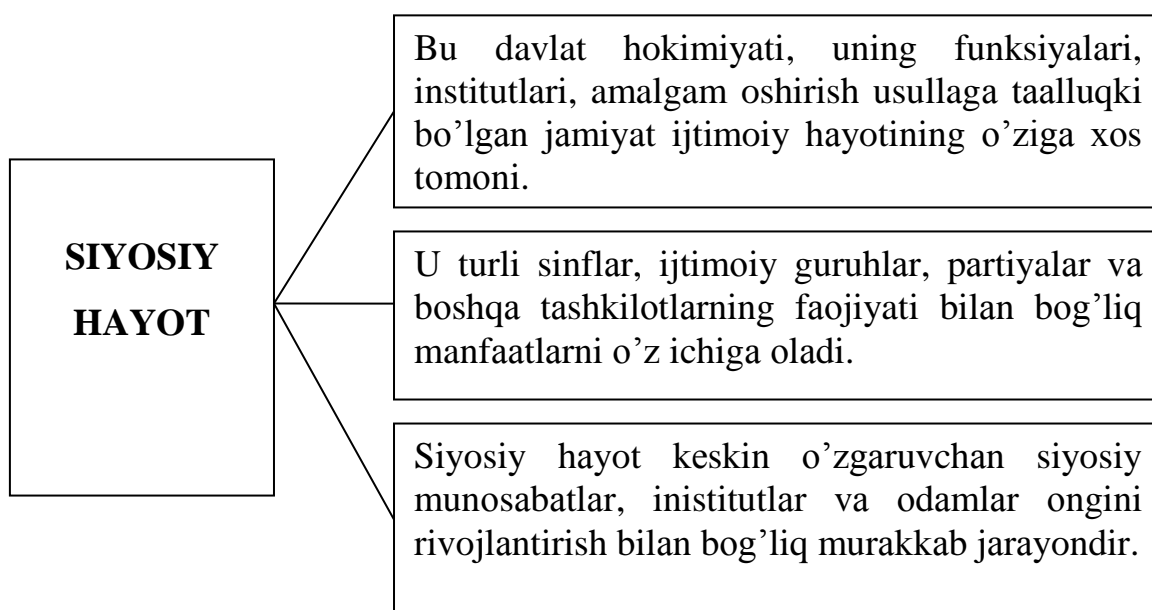 SIYOSIY
HAYOT
Bu davlat hokimiyati, uning funksiyalari,
institutlari, amalgam oshirish usullaga taalluqki
bo’lgan jamiyat ijtimoiy hayotining o’ziga xos
tomoni.
U turli sinflar, ijtimoiy guruhlar, partiyalar va
boshqa tashkilotlarning faojiyati bilan bog’liq
manfaatlarni o’z ichiga oladi.
Siyosiy hayot keskin o’zgaruvchan siyosiy
munosabatlar, inistitutlar va odamlar ongini
rivojlantirish bilan bog’liq murakkab jarayondir.